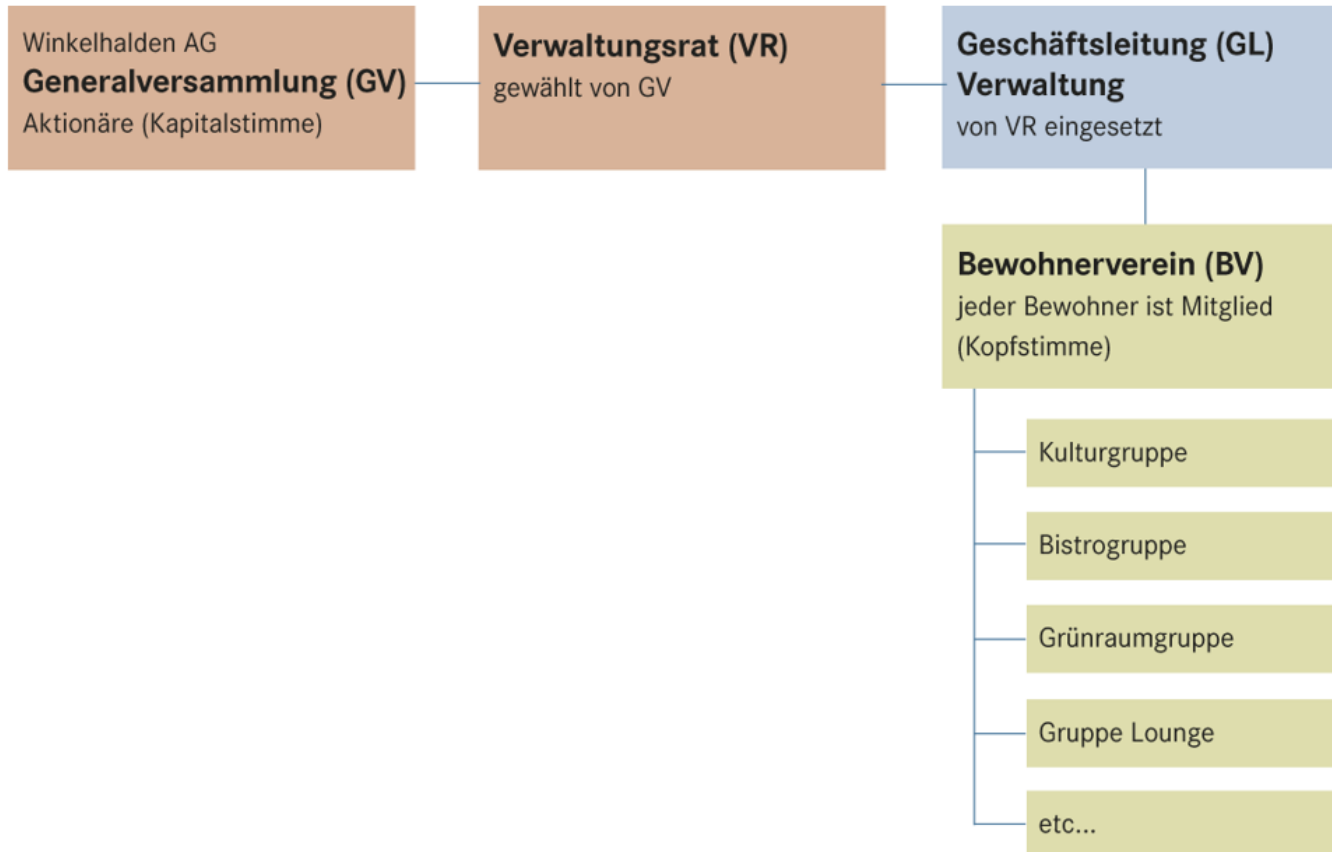 Winkelhalden AG
Generalversammlung (GV)
Aktionäre (Kapitalstimme)
Verwaltungsrat (VR)
gewählt von GV
Geschäftsleitung (GL)
Verwaltung
von VR eingesetzt
Bewohnerverein (BV)
jeder Bewohner ist Mitglied
(Kopfstimme)
Kulturgruppe
Bistrogruppe
Grünraumgruppe
Gruppe Lounge
etc...